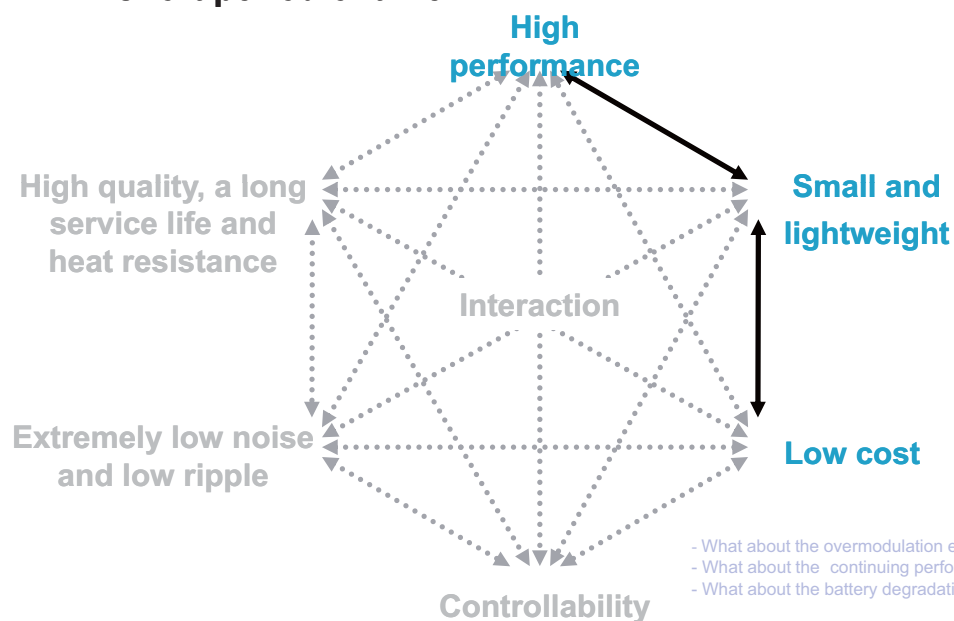 High
performance
High quality, a long
service life and
heat resistance
Small and
lightweight
Interaction
Extremely low noise
and low ripple
Low cost
- What about the overmodulation
- What about the  continuing
- What about the battery
Controllability